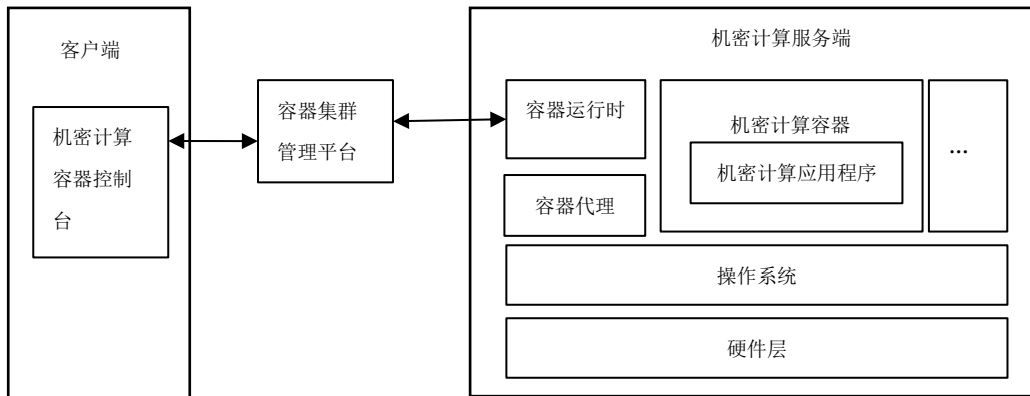 客户端
机密计算
容器控制
台
容器集群
管理平台
机密计算服务端
容器运行时
容器代理
机密计算容器
机密计算应用程序
...
操作系统
硬件层